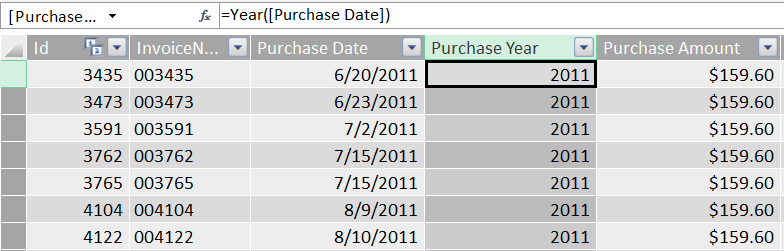 [Purchase... fx =Year([Purchase Date])
Id InvoiceN... Purchase Date Purchase Year Purchase Amount
3435 003435 6/20/2011 2011 $159.60
3473 003473 6/23/2011 2011 $159.60
3591 003591 7/2/2011 2011 $159.60
3762 003762 7/15/2011 2011 $159.60
3765 003765 7/15/2011 2011 $159.60
4104 004104 8/9/2011 2011 $159.60
4122 004122 8/10/2011 2011 $159.60